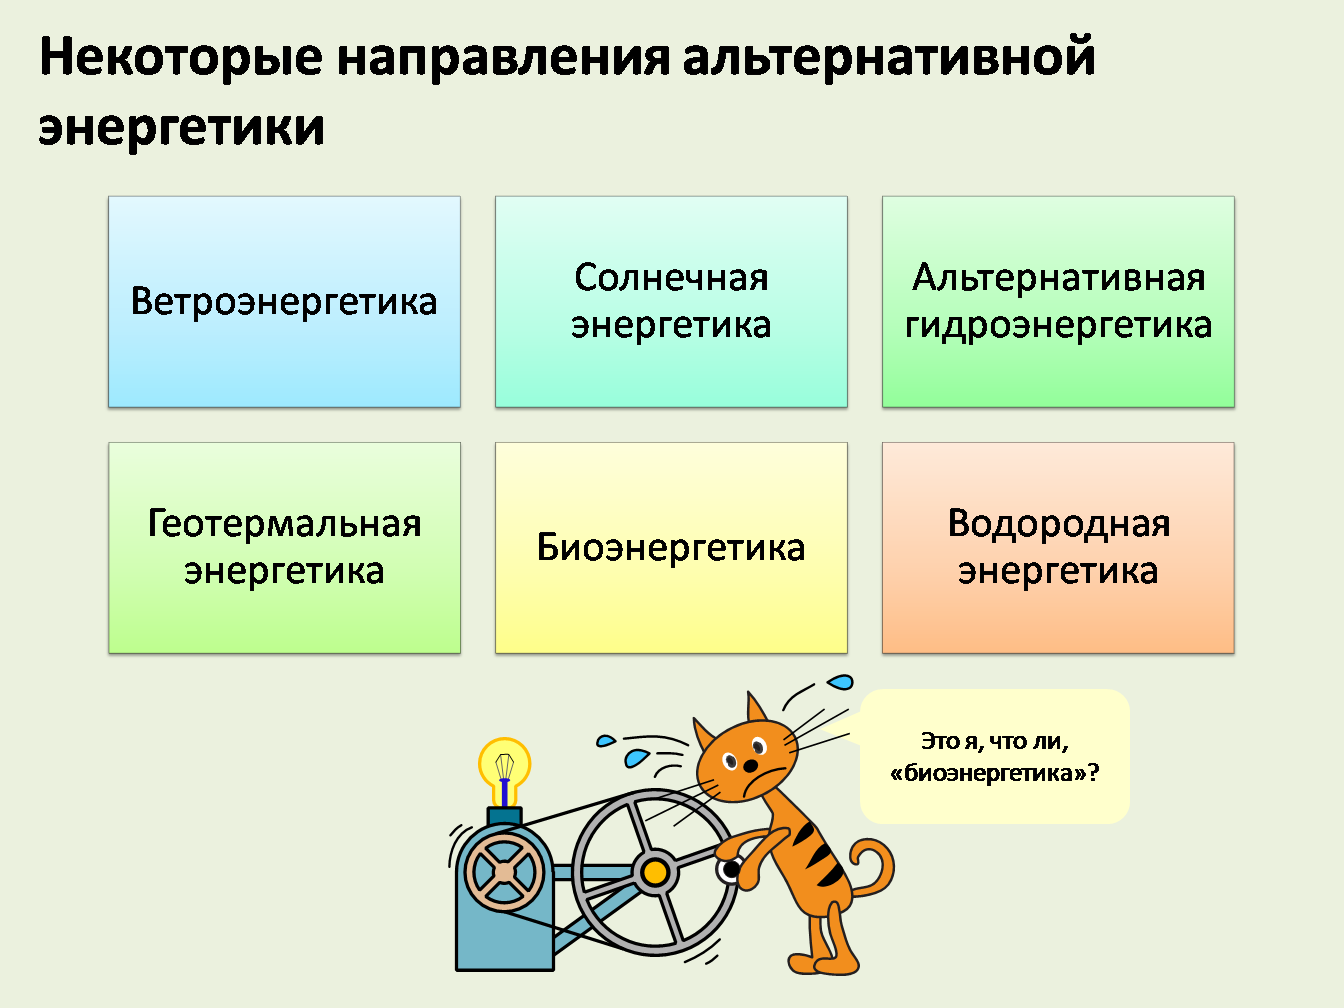 Некоторые направления альтернативной
энергетики
Ветроэнергетика
Солнечная
энергетика
Альтернативная
гидроэнергетика
Геотермальная
энергетика
Биоэнергетика
Водородная
энергетика
Это я, что ли,
«биоэнергетика»?